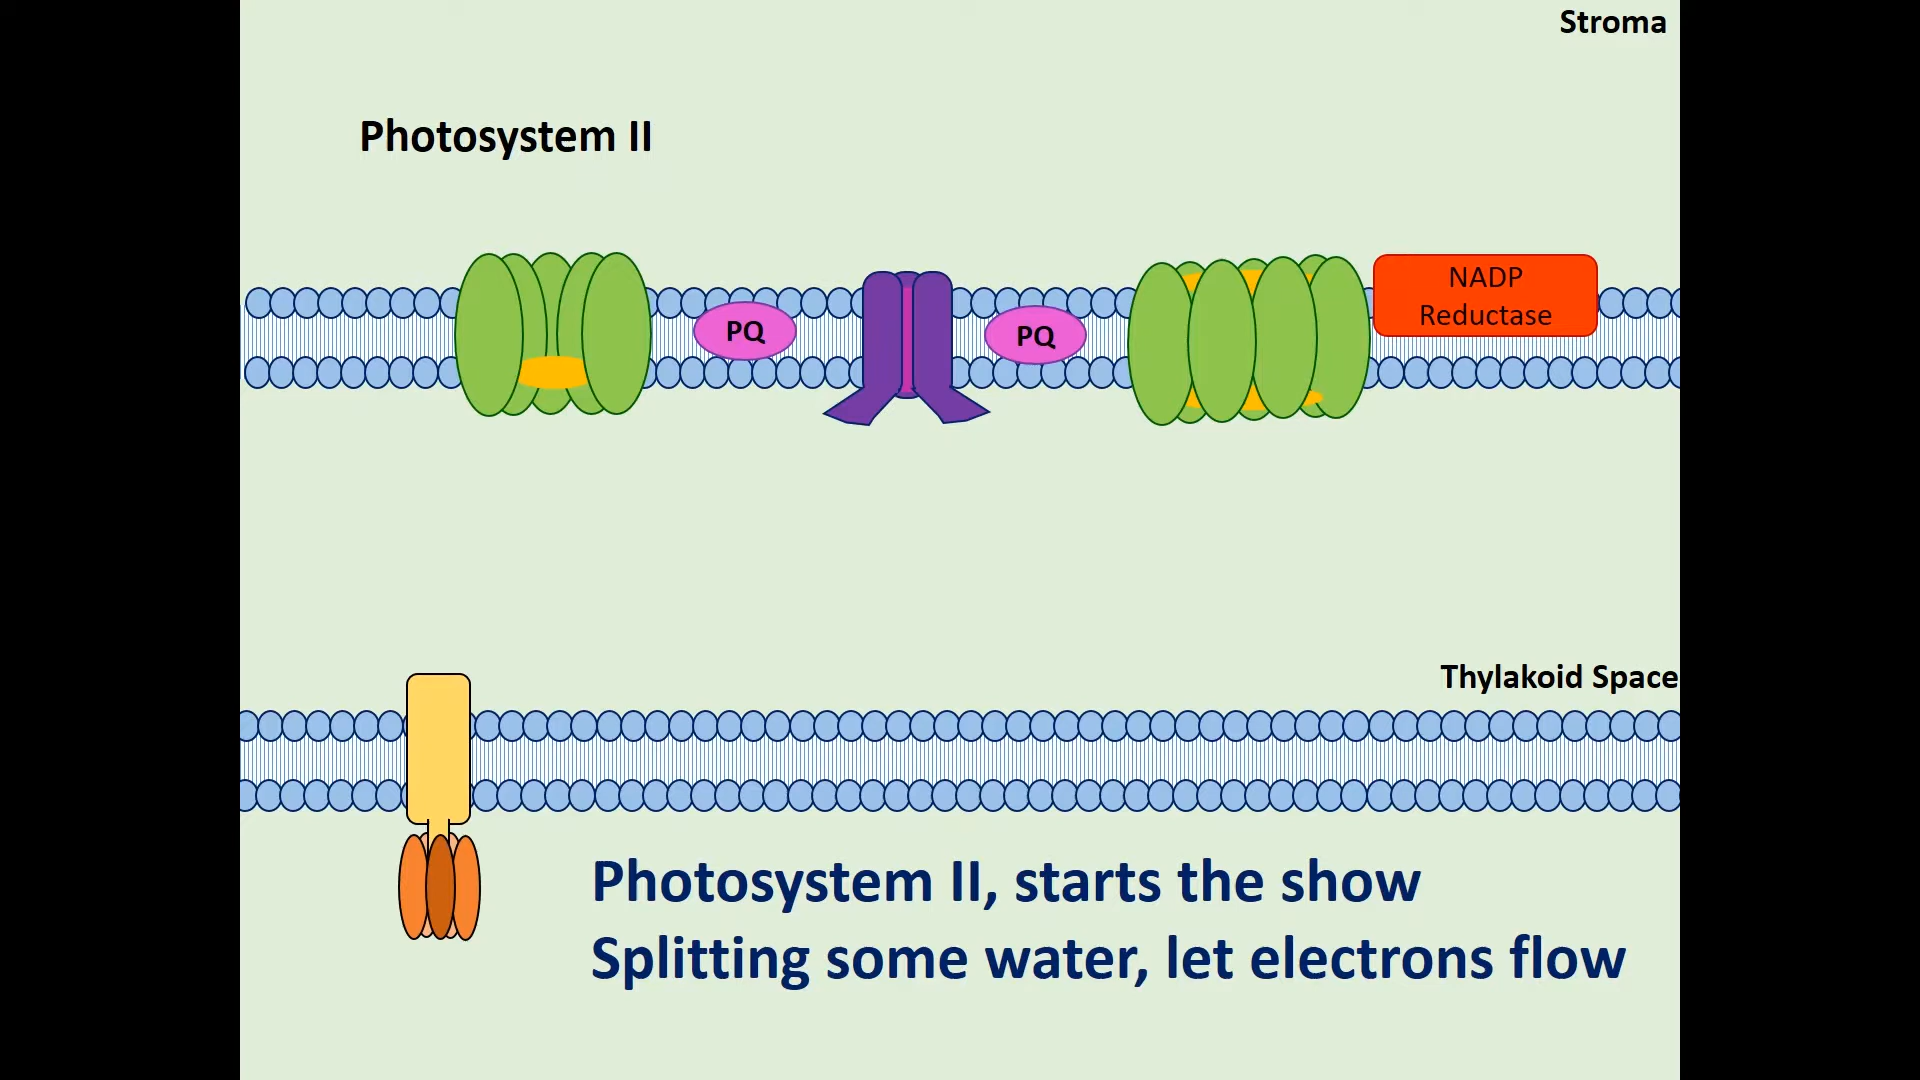 Stroma
Photosystem II
PQ
PQ
NADP
Reductase
Thylakoid Space
Photosystem II, starts the show
Splitting some water, let electrons flow